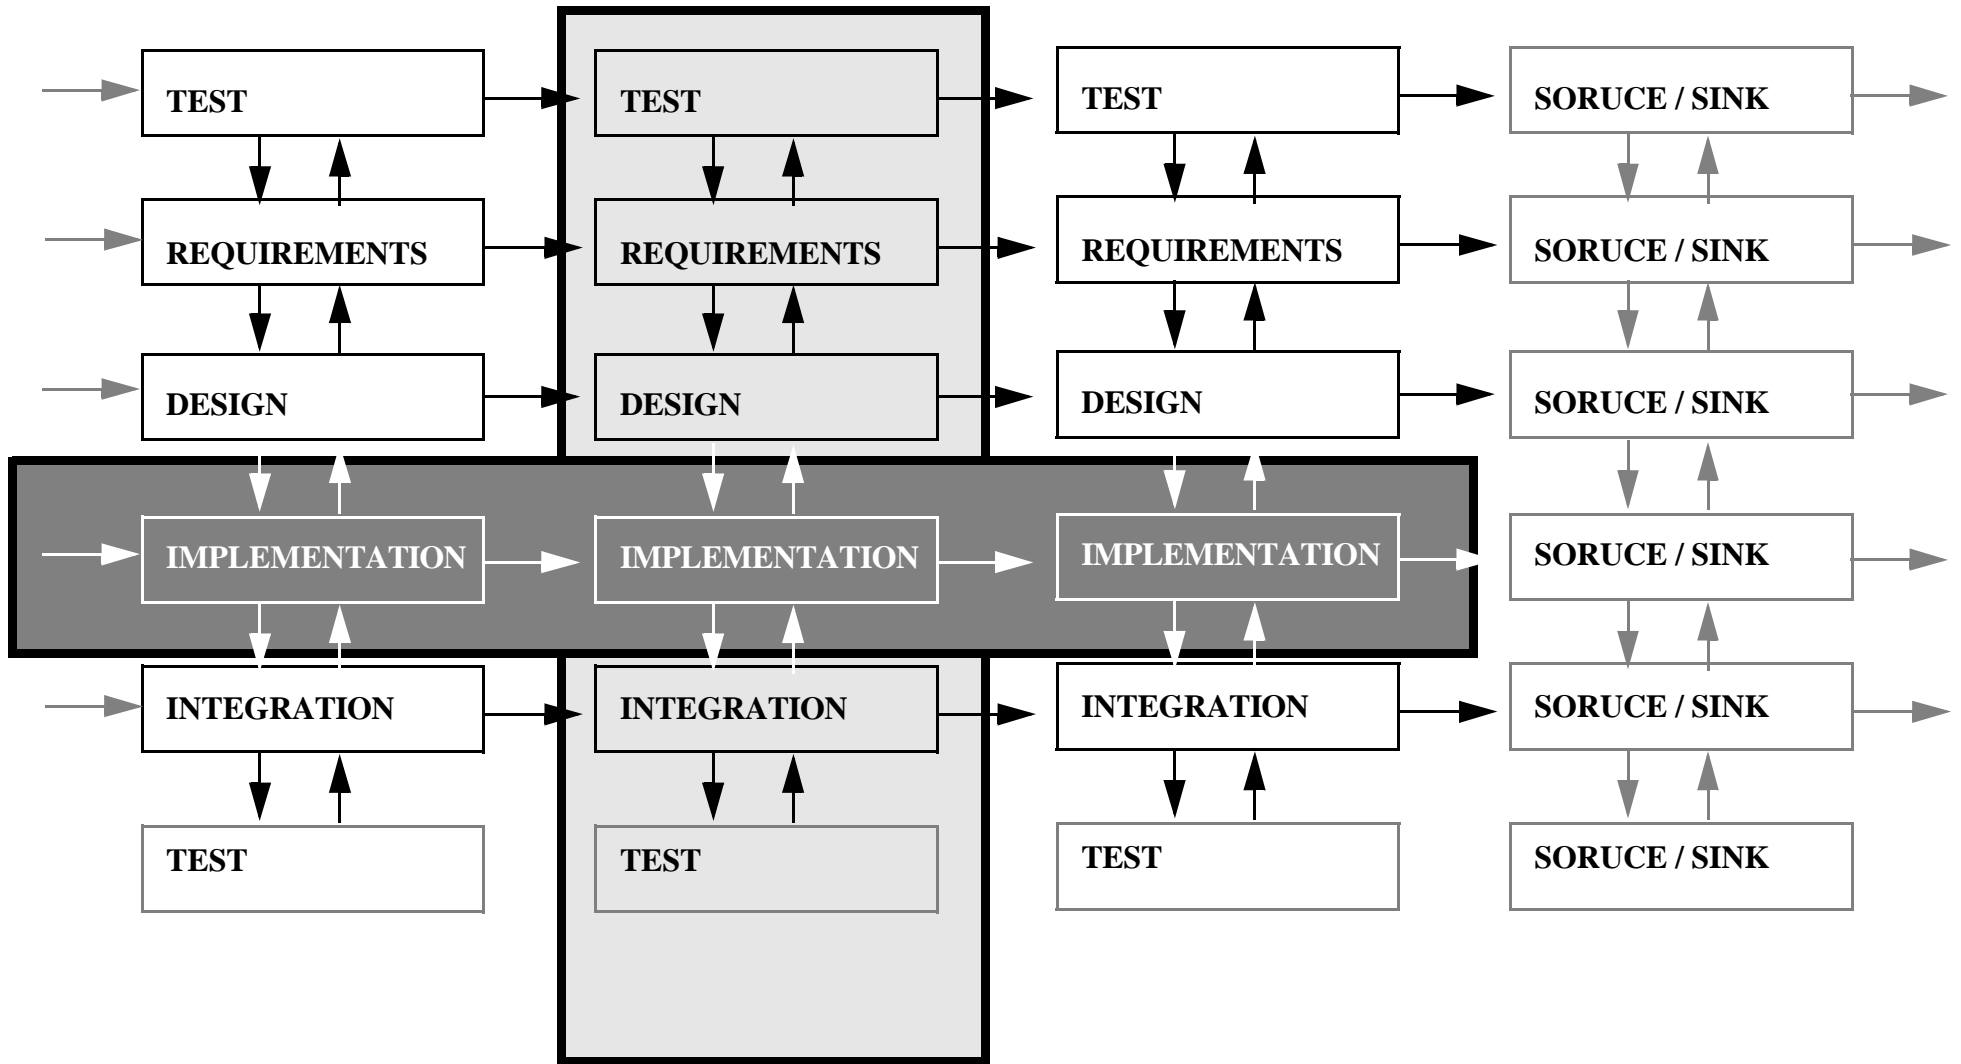 TEST
TEST
TEST
SORUCE / SINK
REQUIREMENTS
REQUIREMENTS
REQUIREMENTS
SORUCE / SINK
DESIGN
DESIGN
DESIGN
SORUCE / SINK
IMPLEMENTATION
IMPLEMENTATION
IMPLEMENTATION
SORUCE / SINK
INTEGRATION
INTEGRATION
INTEGRATION
SORUCE / SINK
TEST
TEST
TEST
SORUCE / SINK